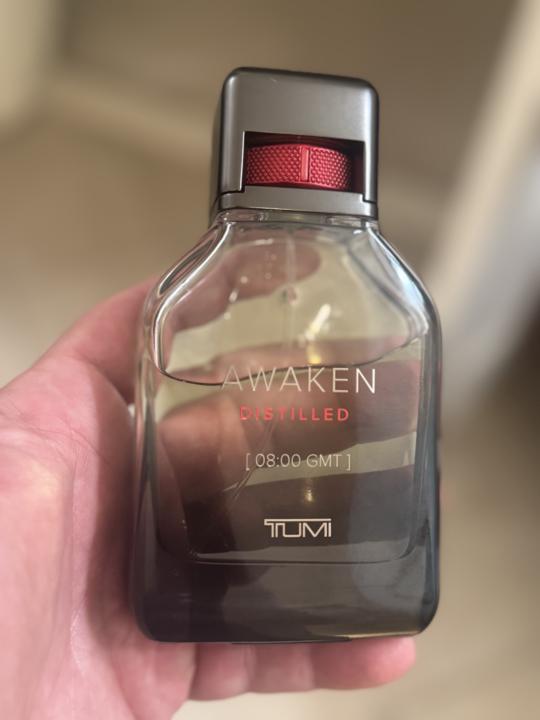 AWAKEN
DISTILLED
[ 08:00 GMT ]
TUMI